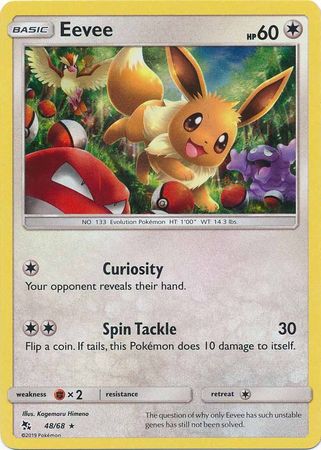 BASIC Eevee HP 60
NO. 133 Evolution Pokémon HT: 1'00" WT: 14.3 lbs.
Curiosity
Your opponent reveals their hand.
Spin Tackle 30
Flip a coin. If tails, this Pokémon does 10 damage to itself.
weakness × 2 resistance retreat
Illus. Kagemaru Himeno
48/68 ★
©2019 Pokémon
The question of why only Eevee has such unstable
genes has still not been solved.